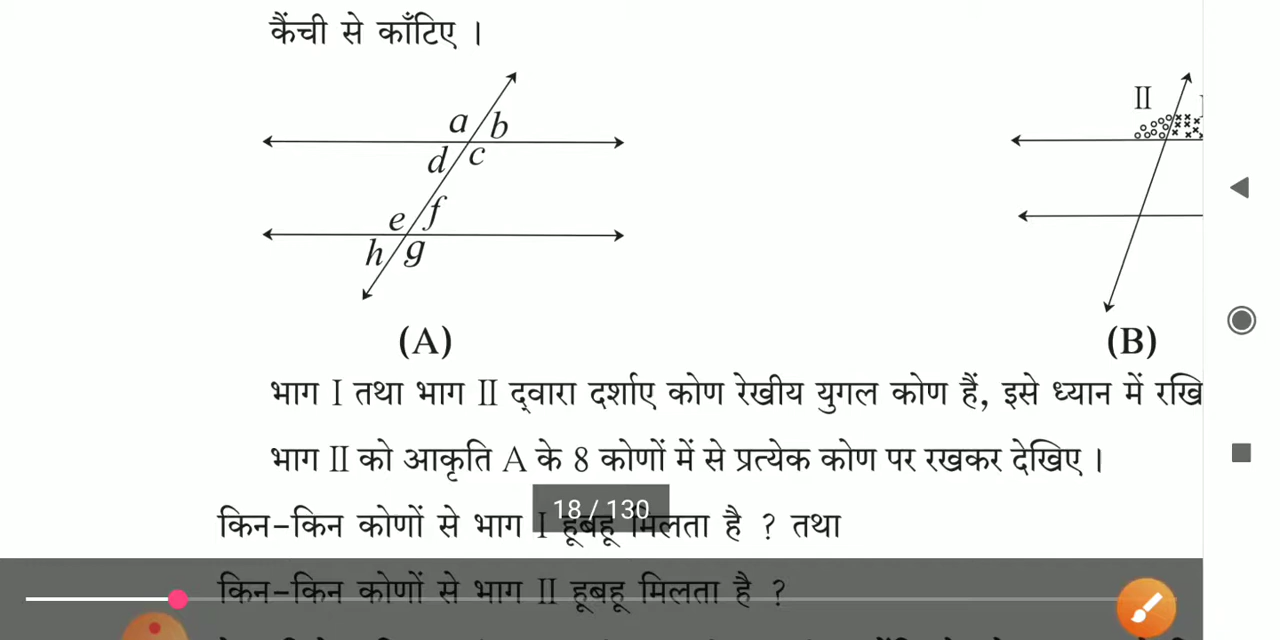 कैंची से काँटिए ।
II
a b
d c
e f
h g
(A) (B)
भाग I तथा भाग II द्वारा दर्शाए कोण रेखीय युगल कोण हैं, इसे ध्यान में रखि
भाग II को आकृति A के 8 कोणों में से प्रत्येक कोण पर रखकर देखिए ।
18 / 130
किन-किन कोणों से भाग I हूबहू मिलता है ? तथा
किन-किन कोणों से भाग II हूबहू मिलता है ?